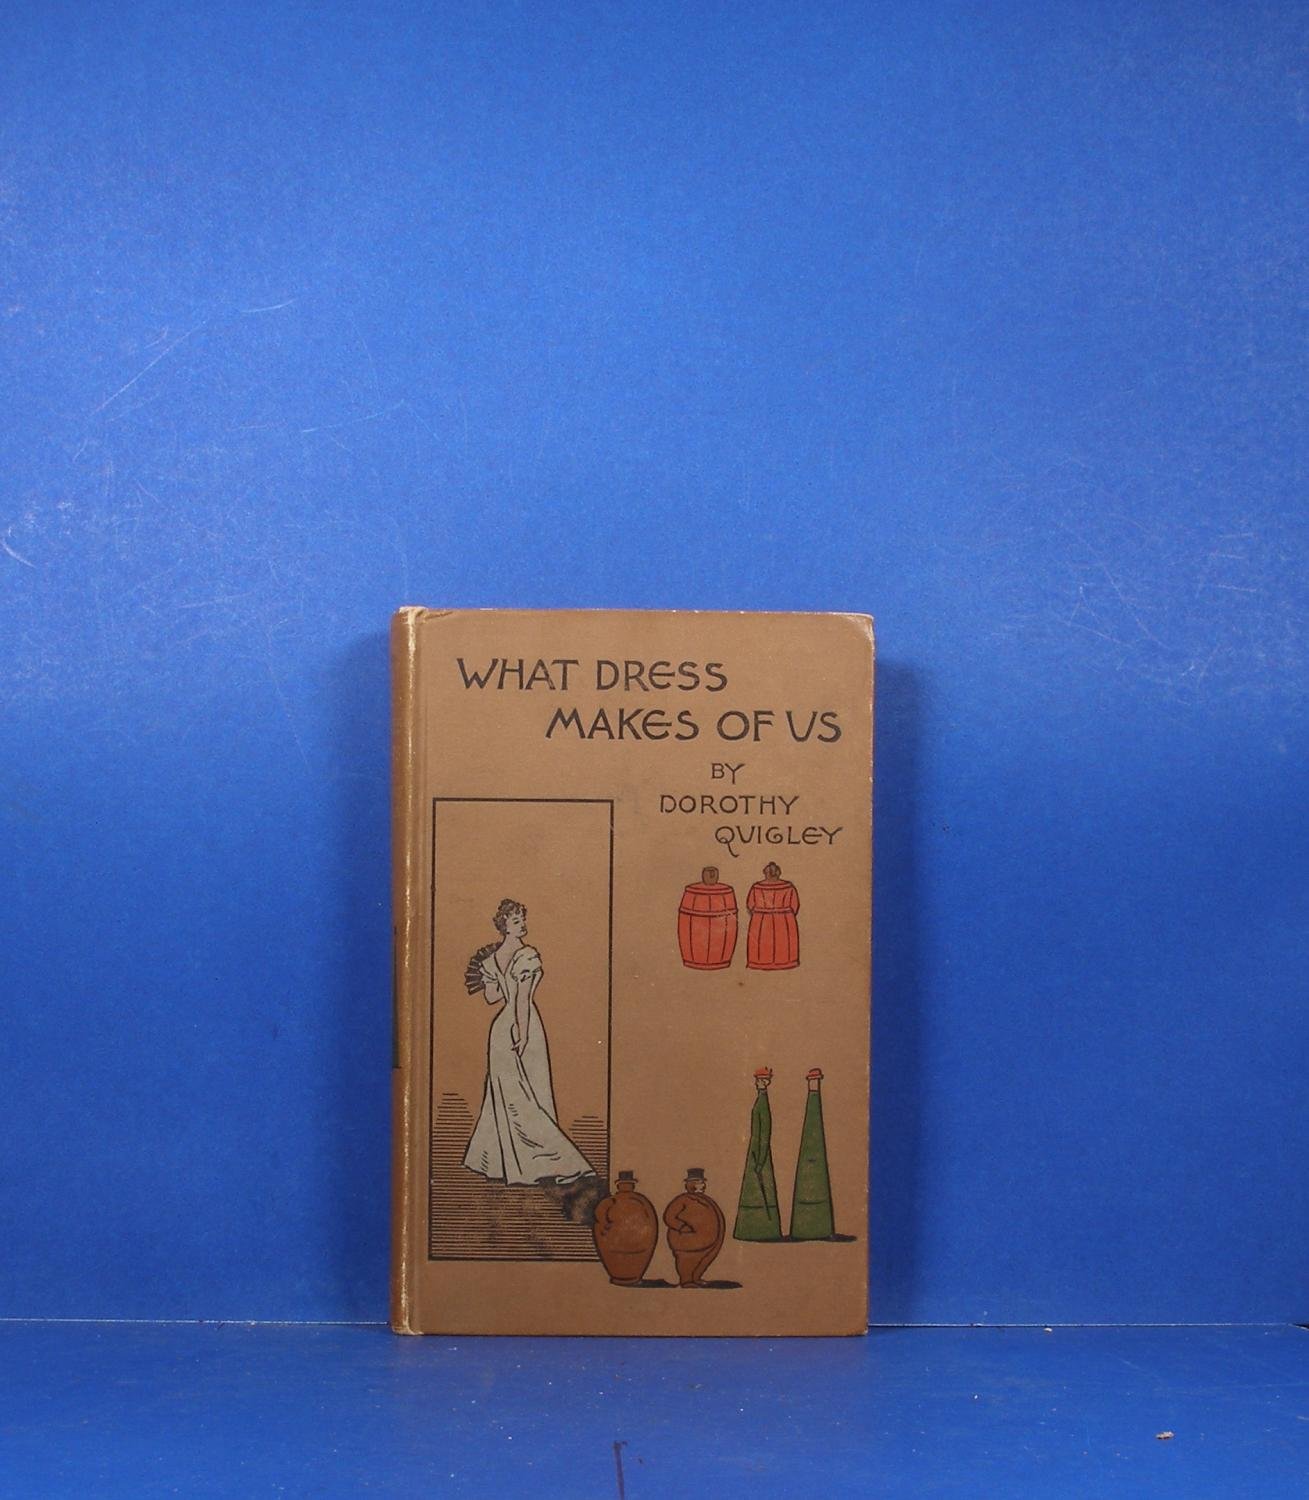 WHAT DRESS
MAKES OF US
BY
DOROTHY
QUIGLEY